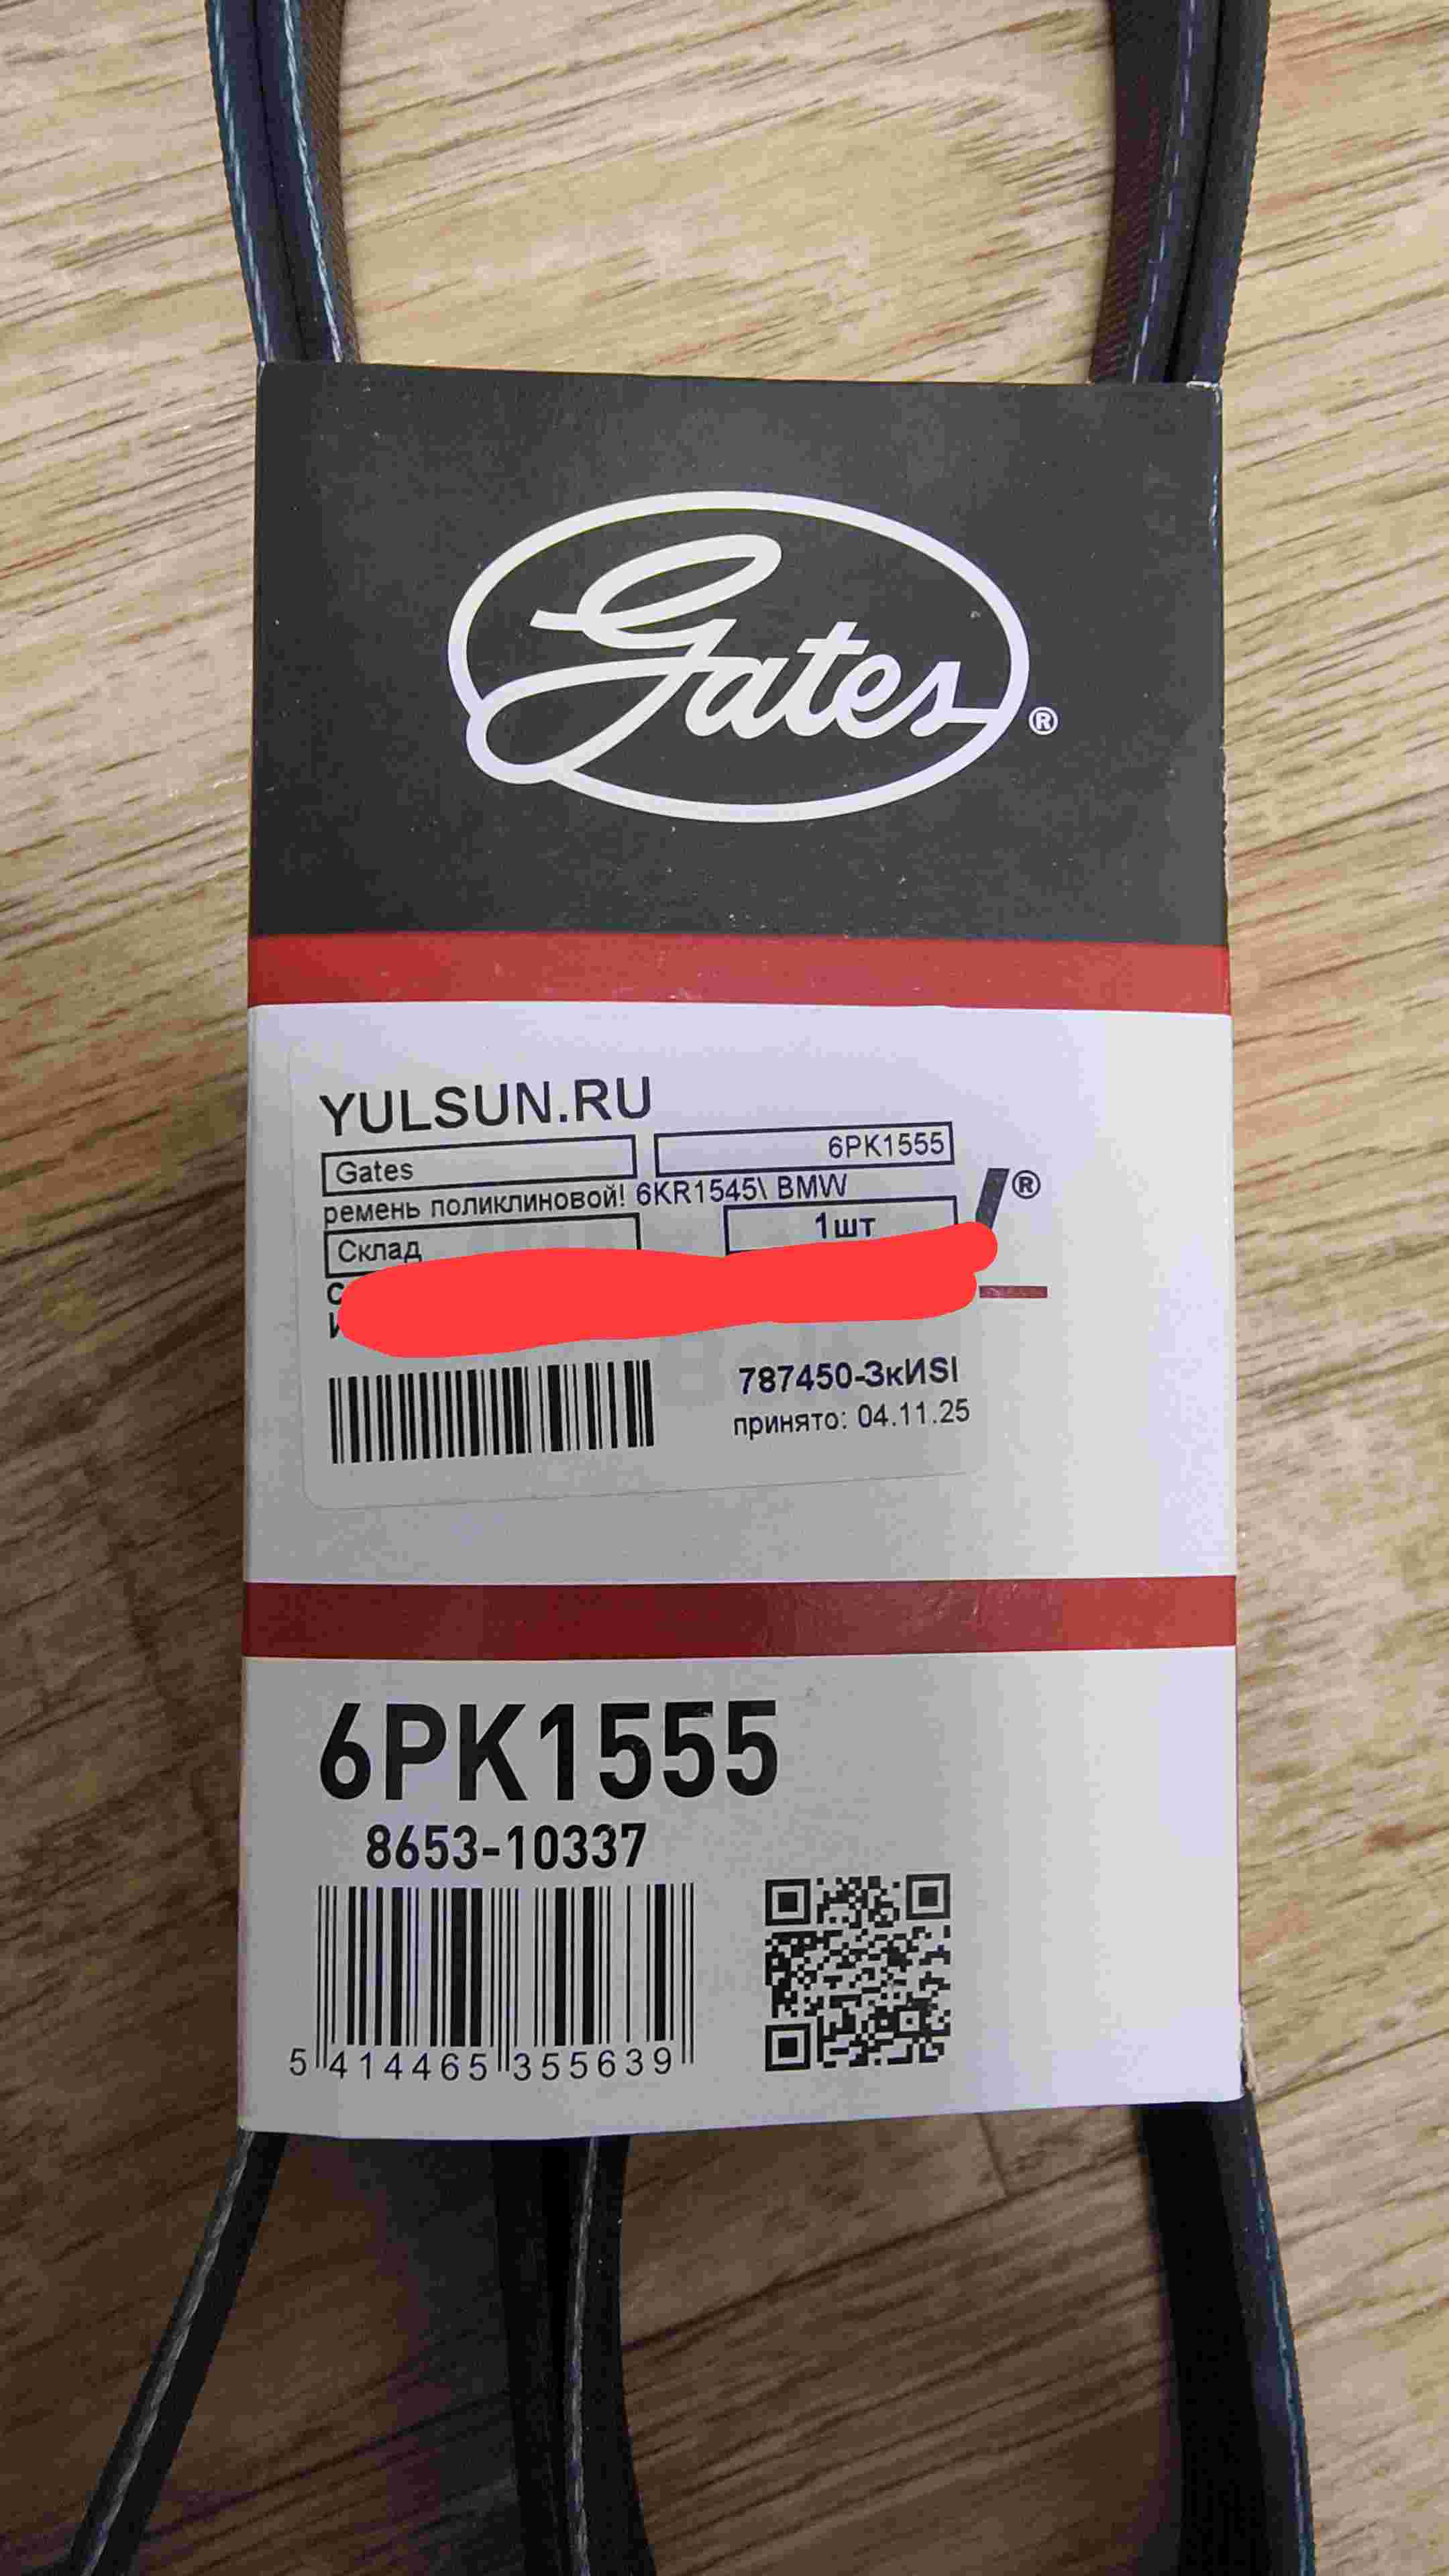 Gates®
YULSUN.RU
Gates 6PK1555
ремень поликлиновой! 6KR1545\ BMW
Склад 1шт
®
787450-3кИSI
принято: 04.11.25
6PK1555
8653-10337
5 414465 355639